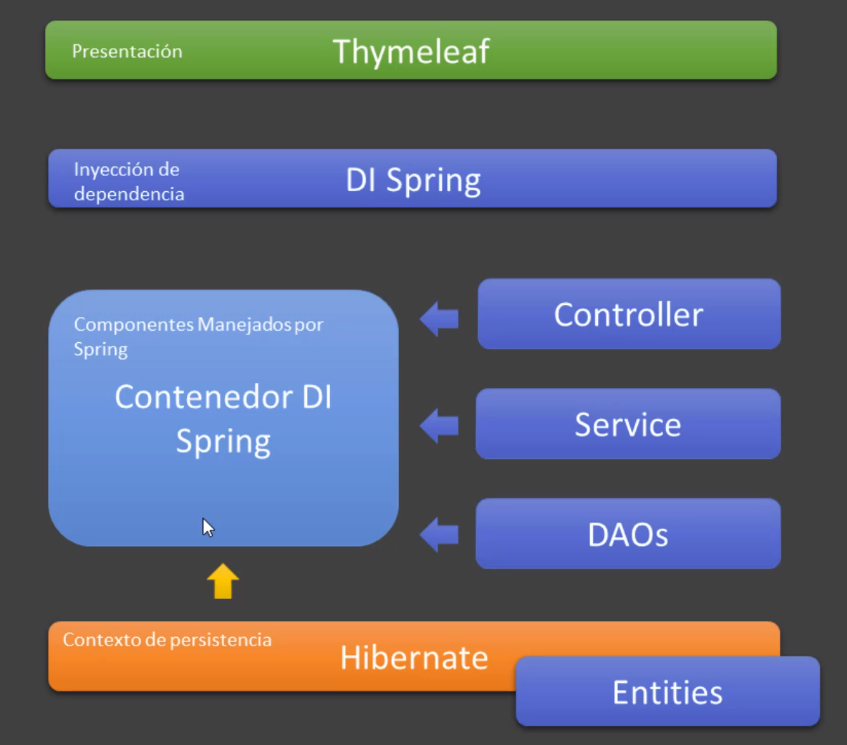 Presentación
Thymeleaf
Inyección de
dependencia
DI Spring
Componentes Manejados por
Spring
Contenedor DI
Spring
Controller
Service
DAOs
Contexto de persistencia
Hibernate
Entities